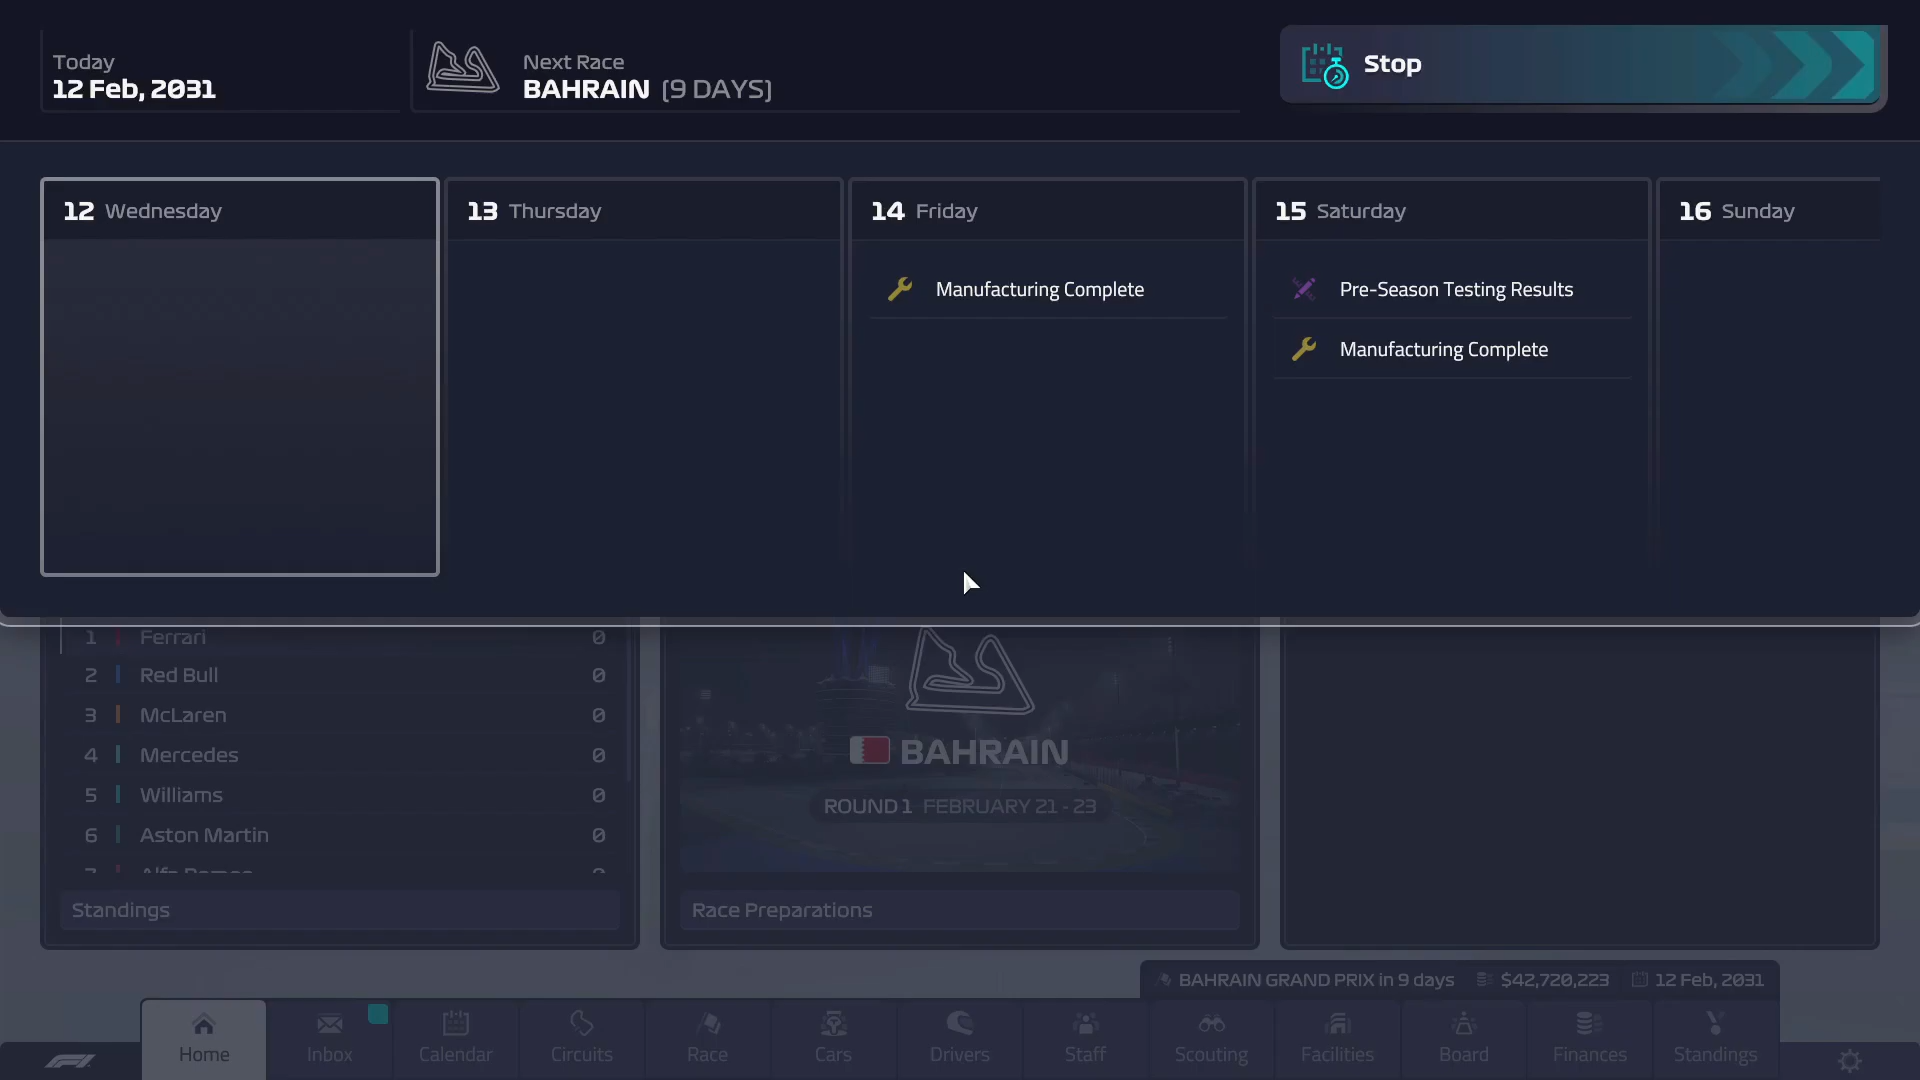 Today
12 Feb, 2031
Next Race
BAHRAIN (9 DAYS)
Stop
12 Wednesday
13 Thursday
14 Friday
15 Saturday
16 Sunday
Manufacturing Complete
Pre-Season Testing Results
Manufacturing Complete
1 Ferrari 0
2 Red Bull 0
3 McLaren 0
4 Mercedes 0
5 Williams 0
6 Aston Martin 0
7 Alfa Romeo 0
Standings
BAHRAIN
ROUND 1 FEBRUARY 21 - 23
Race Preparations
BAHRAIN GRAND PRIX in 9 days
$42,720,223
12 Feb, 2031
Home
Inbox
Calendar
Circuits
Race
Cars
Drivers
Staff
Scouting
Facilities
Board
Finances
Standings